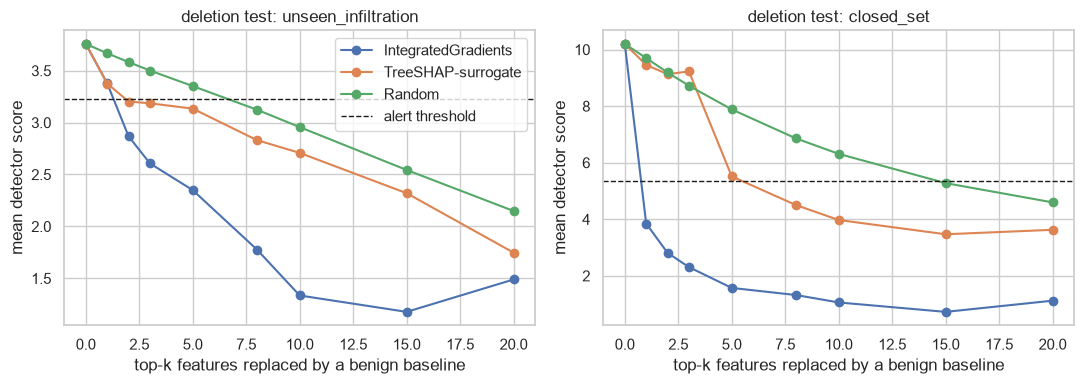 deletion test: unseen_infiltration
mean detector score
3.5
3.0
2.5
2.0
1.5
IntegratedGradients
TreeSHAP-surrogate
Random
alert threshold
0.0 2.5 5.0 7.5 10.0 12.5 15.0 17.5 20.0
top-k features replaced by a benign baseline
deletion test: closed_set
mean detector score
10
8
6
4
2
0.0 2.5 5.0 7.5 10.0 12.5 15.0 17.5 20.0
top-k features replaced by a benign baseline